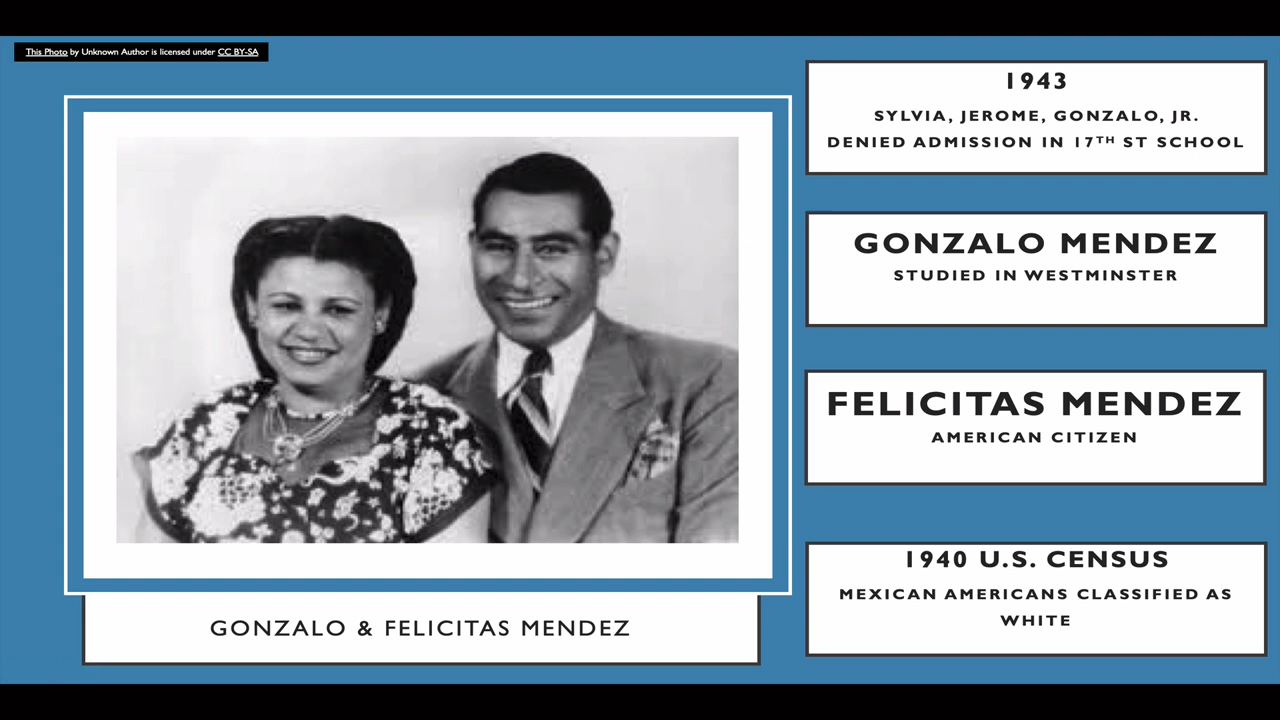 This Photo by Unknown Author is licensed under CC BY-SA
1943
SYLVIA, JEROME, GONZALO, JR.
DENIED ADMISSION IN 17TH ST SCHOOL
GONZALO MENDEZ
STUDIED IN WESTMINSTER
FELICITAS MENDEZ
AMERICAN CITIZEN
1940 U.S. CENSUS
MEXICAN AMERICANS CLASSIFIED AS
WHITE
GONZALO & FELICITAS MENDEZ